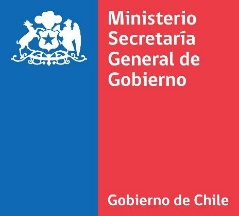 Ministerio
Secretaría
General de
Gobierno
Gobierno de Chile